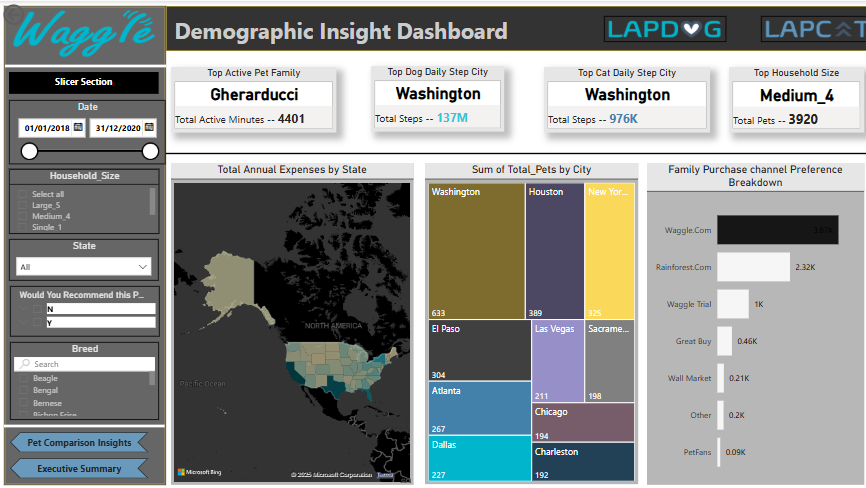 Waggle
Demographic Insight Dashboard
LAPDOG
LAPCAT
Slicer Section
Date
01/01/2018
31/12/2020
Household_Size
Select all
Large_5
Medium_4
Single_1
State
All
Would You Recommend this P...
N
Y
Breed
Search
Beagle
Bengal
Bernese
Bichon Frise
Pet Comparison Insights
Executive Summary
Top Active Pet Family
Gherarducci
Total Active Minutes -- 4401
Top Dog Daily Step City
Washington
Total Steps -- 137M
Top Cat Daily Step City
Washington
Total Steps -- 976K
Top Household Size
Medium_4
Total Pets -- 3920
Total Annual Expenses by State
NORTH AMERICA
Pacific Ocean
Microsoft Bing
© 2025 Microsoft Corporation Terms
Sum of Total_Pets by City
Washington
633
Houston
389
New Yor...
325
El Paso
304
Las Vegas
211
Sacrame...
198
Atlanta
267
Chicago
194
Dallas
227
Charleston
192
Family Purchase channel Preference
Breakdown
Waggle.Com
Rainforest.Com 2.32K
Waggle Trial 1K
Great Buy 0.46K
Wall Market 0.21K
Other 0.2K
PetFans 0.09K